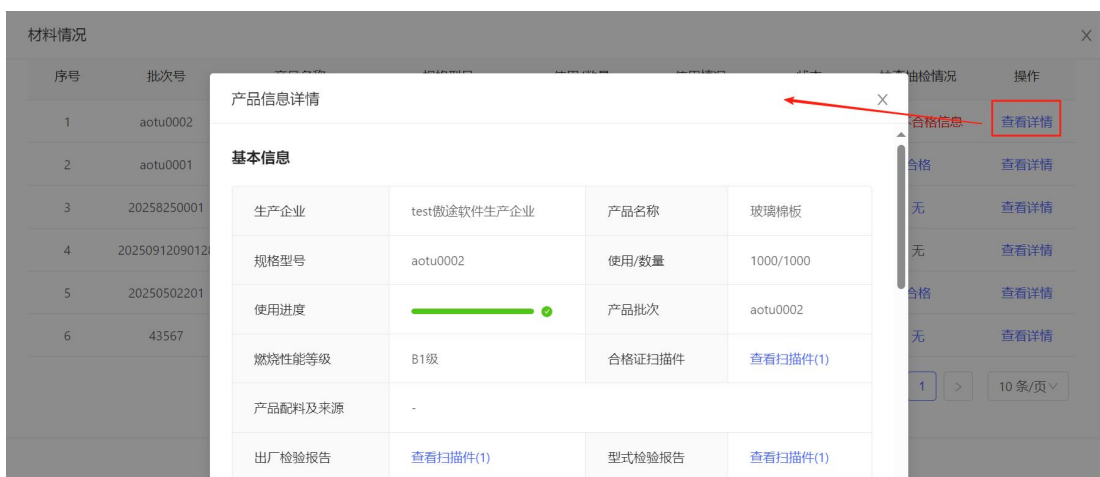 材料情况
序号 批次号 抽检情况 操作
产品信息详情
1 aotu0002 合格信息 查看详情
基本信息
2 aotu0001 合格 查看详情
生产企业 test傲途软件生产企业 产品名称 玻璃棉板
3 20258250001 无 查看详情
规格型号 aotu0002 使用/数量 1000/1000
4 2025091209012 无 查看详情
5 20250502201 合格 查看详情
使用进度 产品批次 aotu0002
6 43567 无 查看详情
燃烧性能等级 B1级 合格证扫描件 查看扫描件(1)
1 > 10 条/页
产品配料及来源 -
出厂检验报告 查看扫描件(1) 型式检验报告 查看扫描件(1)